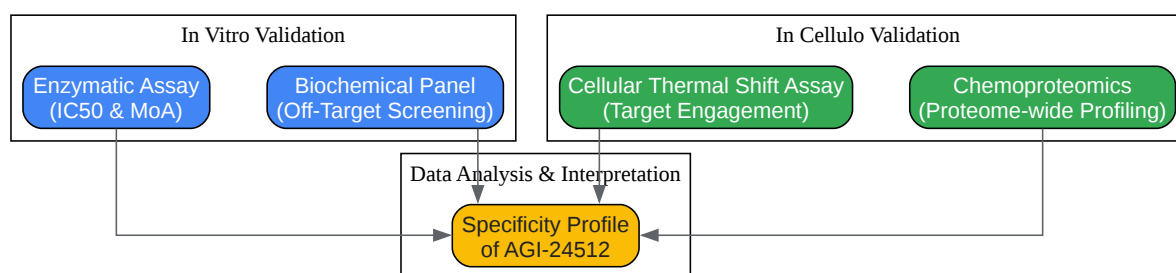 In Vitro Validation
In Cellulo Validation
Enzymatic Assay
(IC50 & MoA)
Biochemical Panel
(Off-Target Screening)
Cellular Thermal Shift Assay
(Target Engagement)
Chemoproteomics
(Proteome-wide Profiling)
Data Analysis & Interpretation
Specificity Profile
of AGI-24512